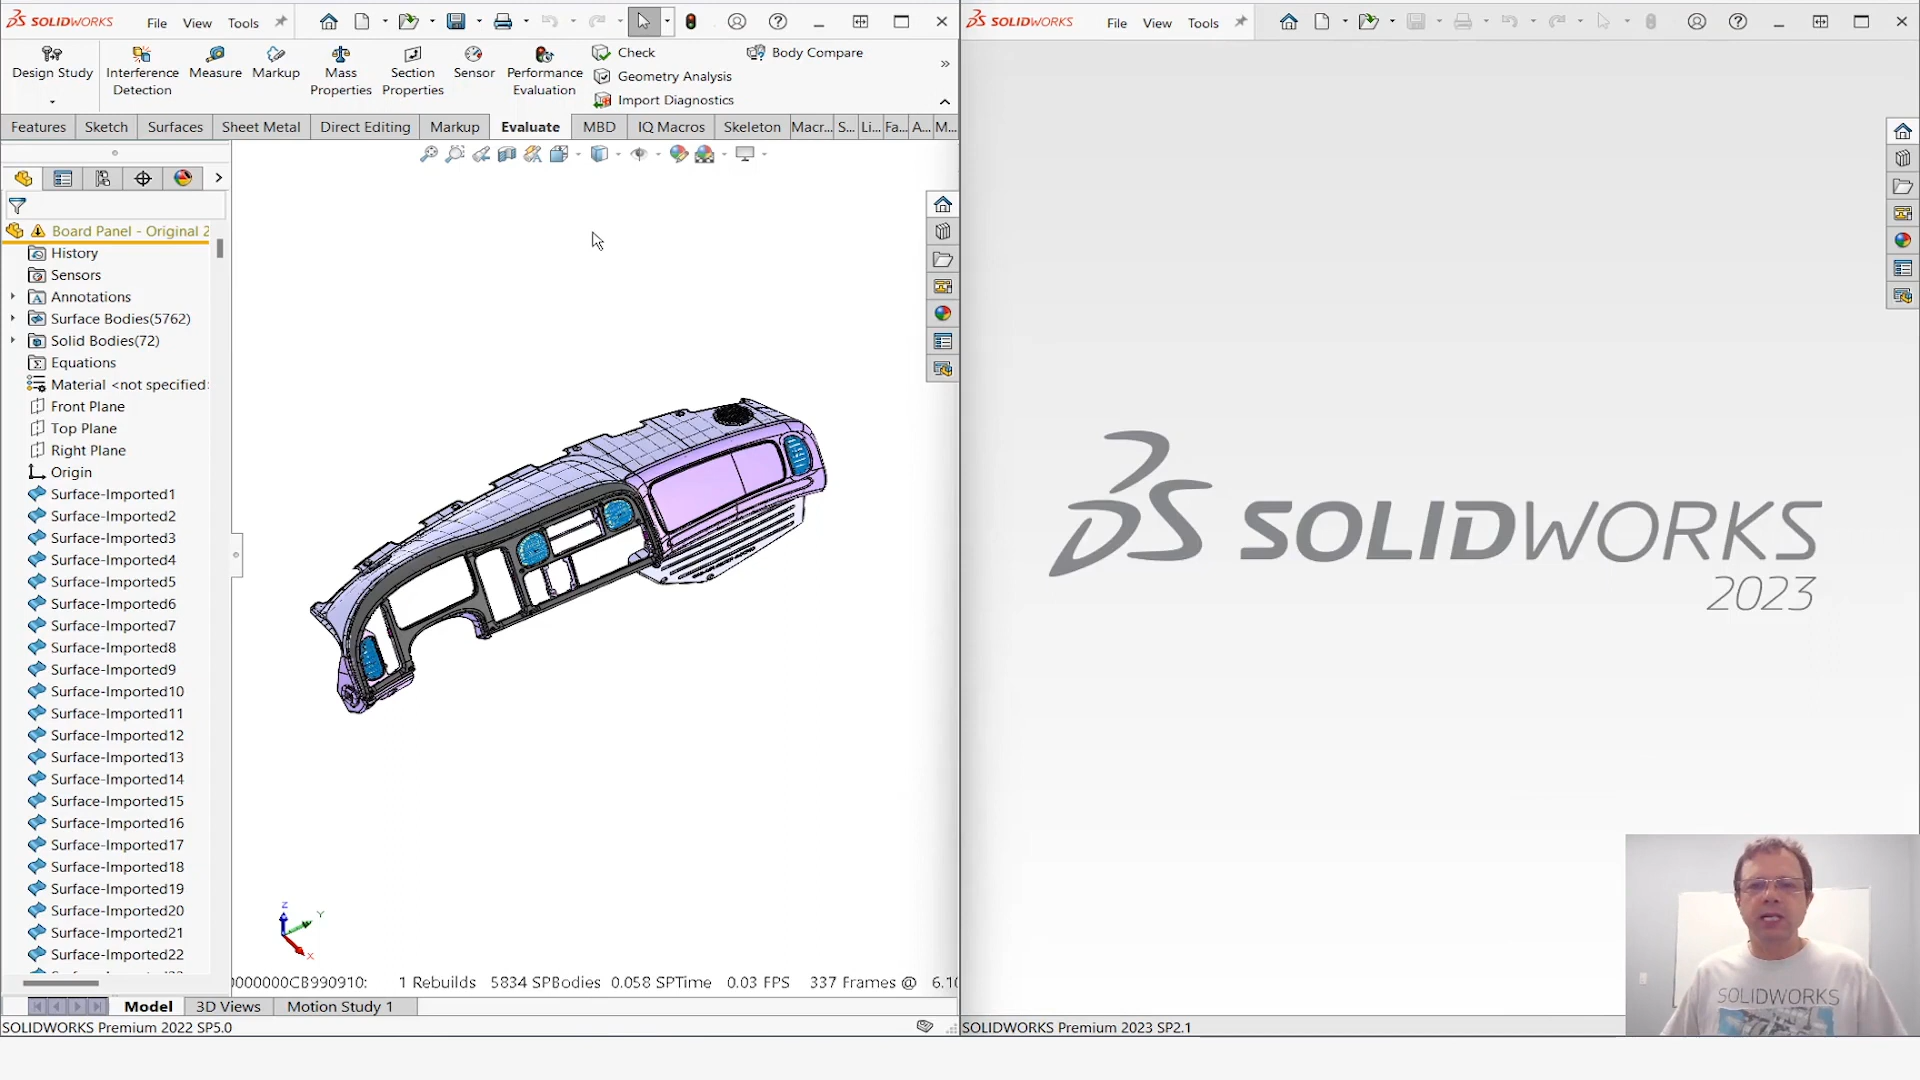 SOLIDWORKS File View Tools
Design Study
Interference Detection
Measure
Markup
Mass Properties
Section Properties
Sensor
Performance Evaluation
Check
Geometry Analysis
Import Diagnostics
Body Compare
»
Features Sketch Surfaces Sheet Metal Direct Editing Markup Evaluate MBD IQ Macros Skeleton Macr... S... Li... Fa... A... M...
Board Panel - Original 2
History
Sensors
Annotations
Surface Bodies(5762)
Solid Bodies(72)
Equations
Material <not specified>
Front Plane
Top Plane
Right Plane
Origin
Surface-Imported1
Surface-Imported2
Surface-Imported3
Surface-Imported4
Surface-Imported5
Surface-Imported6
Surface-Imported7
Surface-Imported8
Surface-Imported9
Surface-Imported10
Surface-Imported11
Surface-Imported12
Surface-Imported13
Surface-Imported14
Surface-Imported15
Surface-Imported16
Surface-Imported17
Surface-Imported18
Surface-Imported19
Surface-Imported20
Surface-Imported21
Surface-Imported22
Z
Y
X
0000000CB990910: 1 Rebuilds 5834 SPBodies 0.058 SPTime 0.03 FPS 337 Frames @ 6.10
Model 3D Views Motion Study 1
SOLIDWORKS Premium 2022 SP5.0
SOLIDWORKS File View Tools
SOLIDWORKS
2023
SOLIDWORKS
SOLIDWORKS Premium 2023 SP2.1